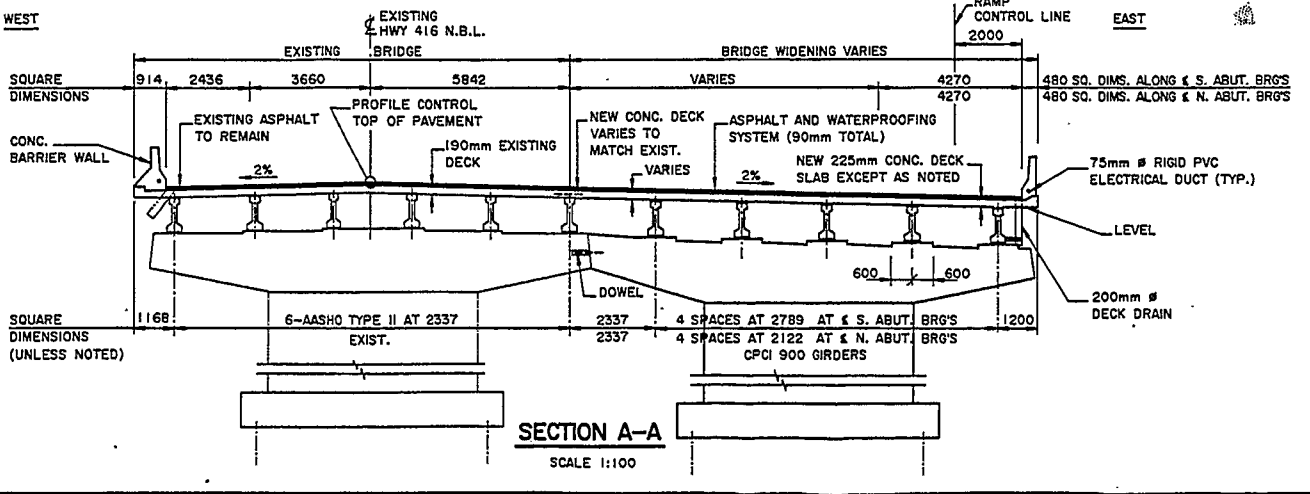 WEST
EXISTING
℄ HWY 416 N.B.L.
RAMP
CONTROL LINE
EAST
2000
EXISTING BRIDGE
BRIDGE WIDENING VARIES
SQUARE
DIMENSIONS
914
2436
3660
5842
VARIES
4270
4270
480 SQ. DIMS. ALONG ℄ S. ABUT. BRG'S
480 SQ. DIMS. ALONG ℄ N. ABUT. BRG'S
CONC.
BARRIER WALL
EXISTING ASPHALT
TO REMAIN
PROFILE CONTROL
TOP OF PAVEMENT
190mm EXISTING
DECK
NEW CONC. DECK
VARIES TO
MATCH EXIST.
ASPHALT AND WATERPROOFING
SYSTEM (90mm TOTAL)
NEW 225mm CONC. DECK
SLAB EXCEPT AS NOTED
75mm ø RIGID PVC
ELECTRICAL DUCT (TYP.)
2%
VARIES
2%
LEVEL
600
600
DOWEL
200mm ø
DECK DRAIN
SQUARE
DIMENSIONS
(UNLESS NOTED)
1168
6-AASHO TYPE II AT 2337
EXIST.
2337
2337
4 SPACES AT 2789 AT ℄ S. ABUT. BRG'S
4 SPACES AT 2122 AT ℄ N. ABUT. BRG'S
CPCI 900 GIRDERS
1200
SECTION A-A
SCALE 1:100